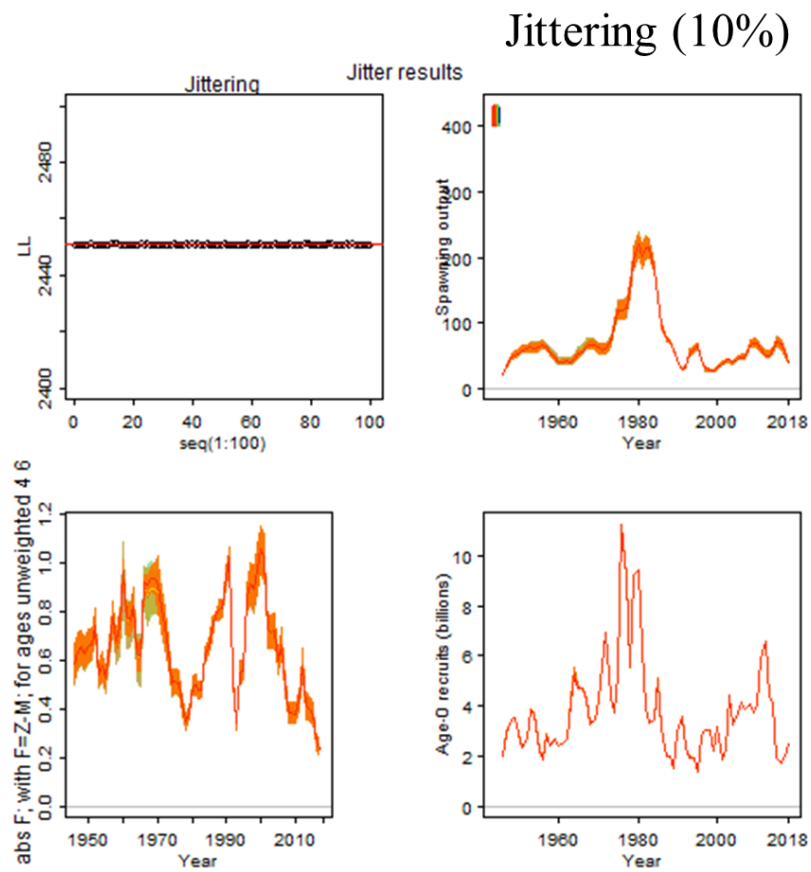 Jittering (10%)
Jitter results
Jittering
LL
2400
2440
2480
0 20 40 60 80 100
seq(1:100)
Spawning output
400
300
200
100
0
1960 1980 2000 2018
Year
abs F; with F=Z-M; for ages unweighted 4 6
1.2
1.0
0.8
0.6
0.4
0.2
0.0
1950 1970 1990 2010
Year
Age-0 recruits (billions)
10
8
6
4
2
0
1960 1980 2000 2018
Year